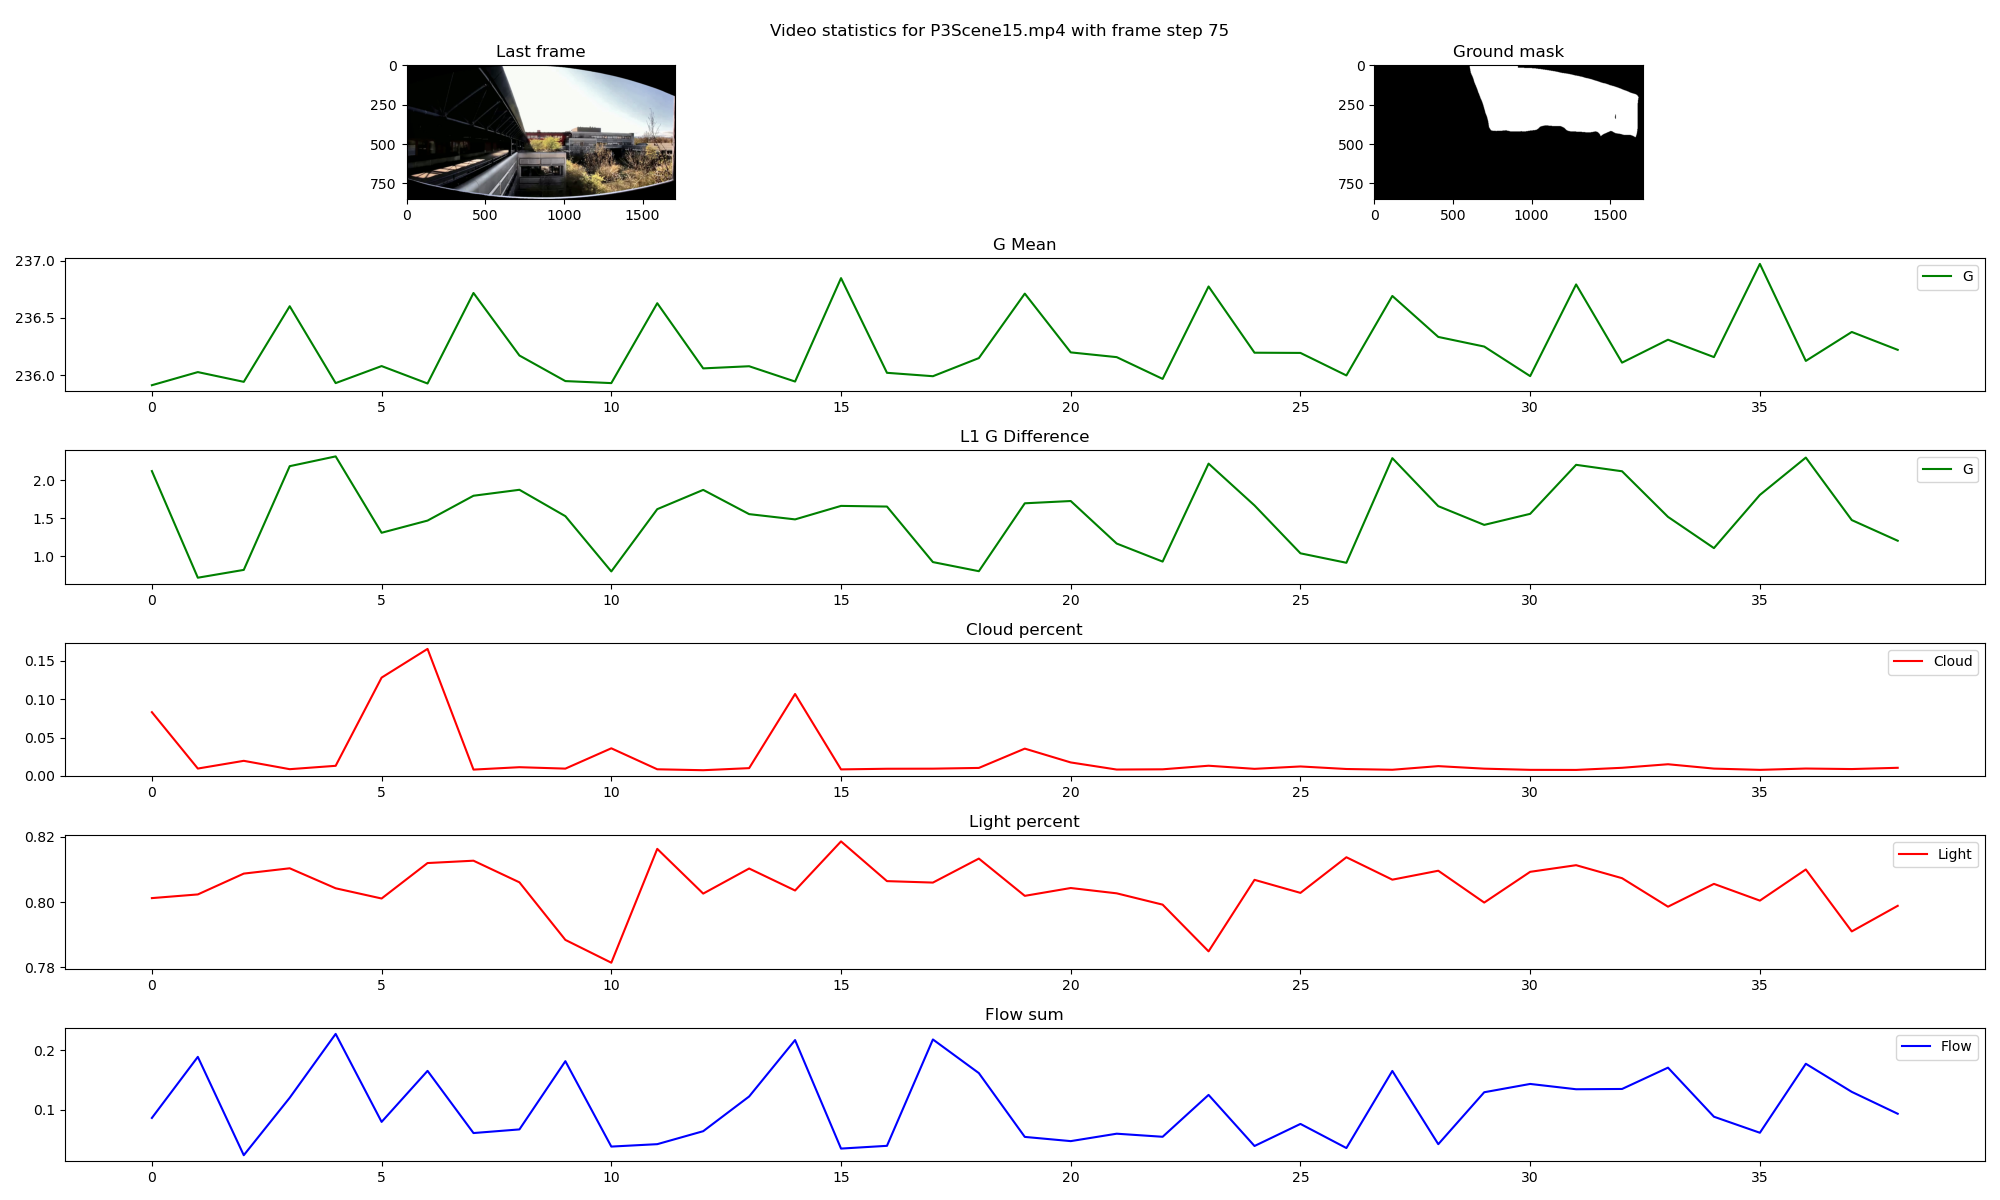 Video statistics for P3Scene15.mp4 with frame step 75
Last frame
0
250
500
750
0 500 1000 1500
Ground mask
0
250
500
750
0 500 1000 1500
G Mean
237.0
236.5
236.0
G
0 5 10 15 20 25 30 35
L1 G Difference
2.0
1.5
1.0
G
0 5 10 15 20 25 30 35
Cloud percent
0.15
0.10
0.05
0.00
Cloud
0 5 10 15 20 25 30 35
Light percent
0.82
0.80
0.78
Light
0 5 10 15 20 25 30 35
Flow sum
0.2
0.1
Flow
0 5 10 15 20 25 30 35